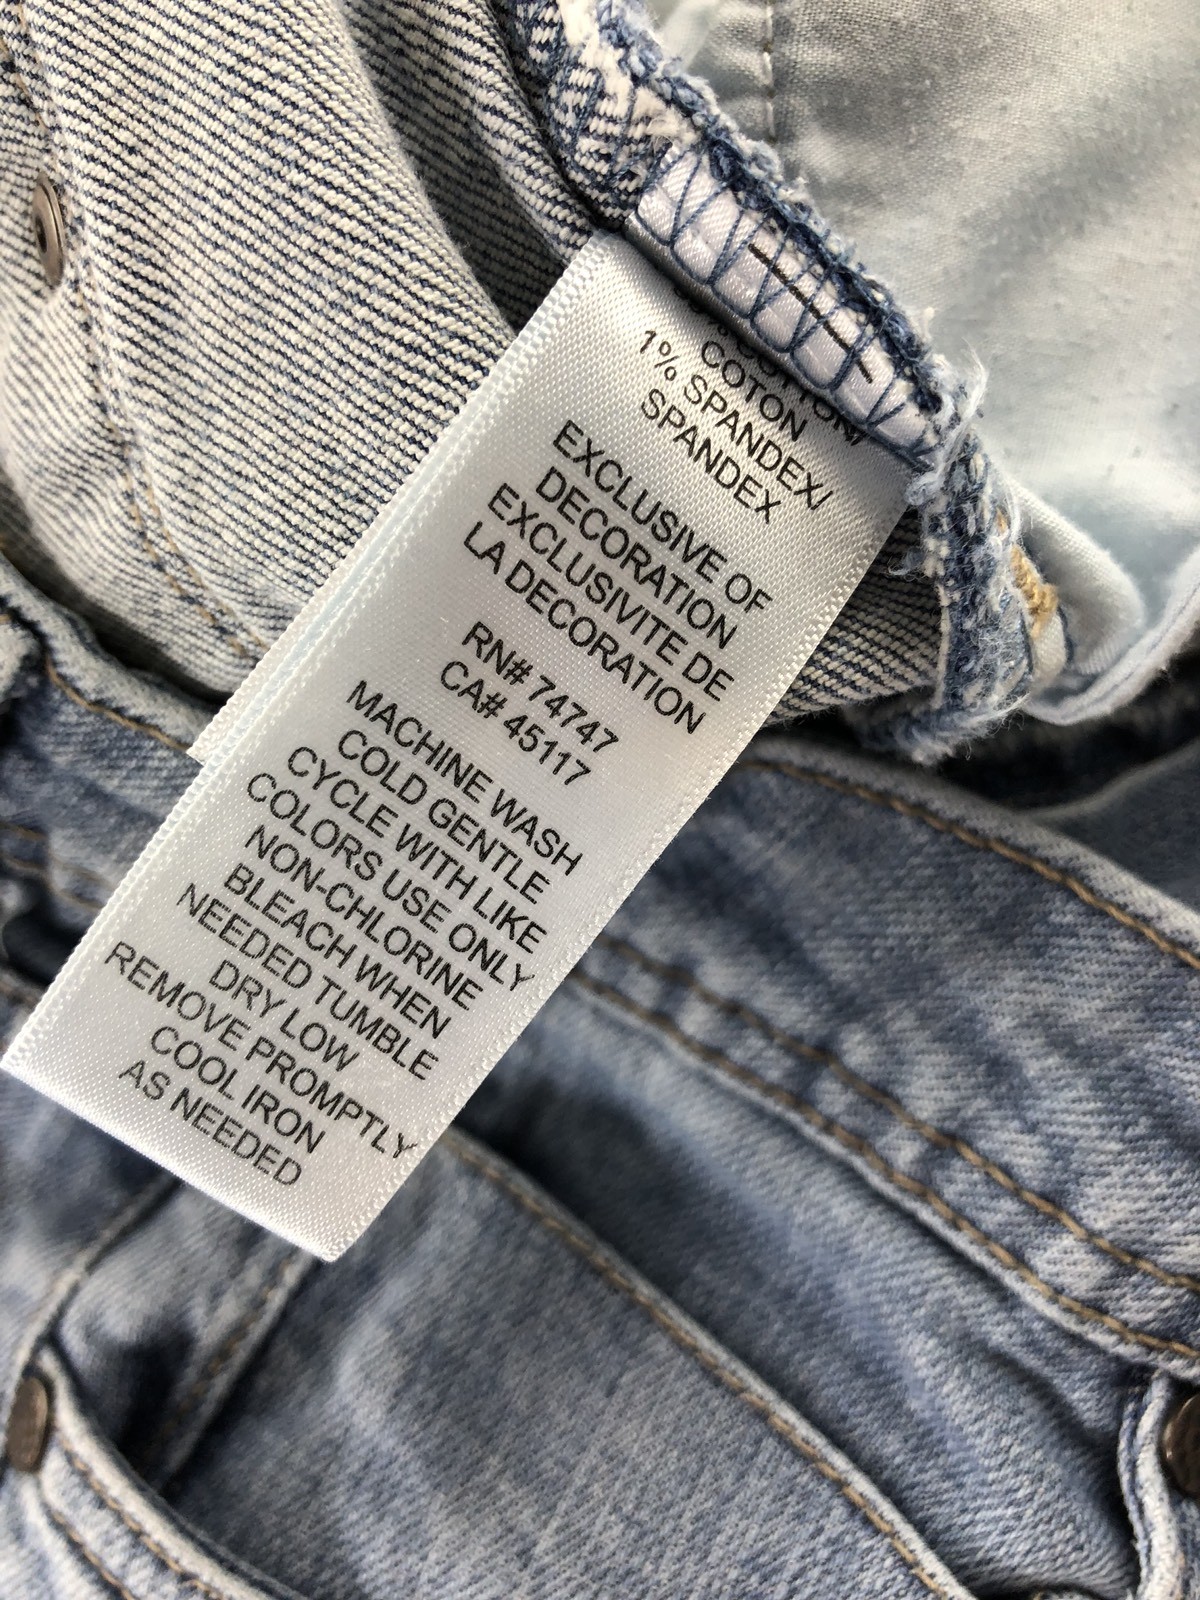 COTON
1% SPANDEX/
SPANDEX
EXCLUSIVE OF
DECORATION
EXCLUSIVITE DE
LA DECORATION
RN# 74747
CA# 45117
MACHINE WASH
COLD GENTLE
CYCLE WITH LIKE
COLORS USE ONLY
NON-CHLORINE
BLEACH WHEN
NEEDED TUMBLE
DRY LOW
REMOVE PROMPTLY
COOL IRON
AS NEEDED